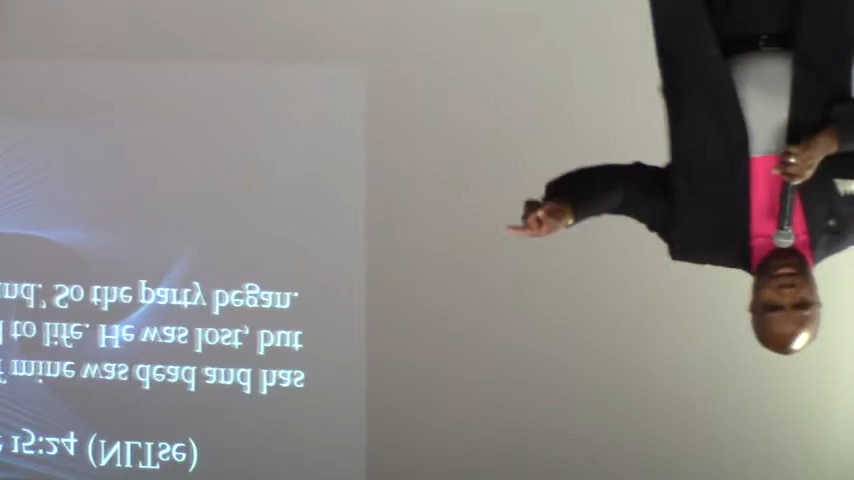 15:24 (NLTse)
mine was dead and has
to life. He was lost, but
So the party began.